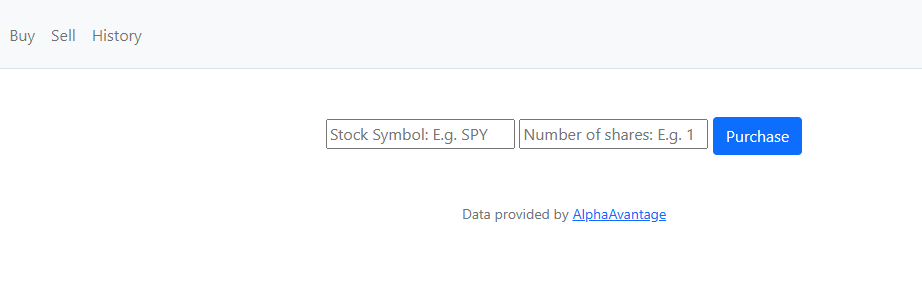 Buy Sell History
Stock Symbol: E.g. SPY Number of shares: E.g. 1 Purchase
Data provided by AlphaAvantage